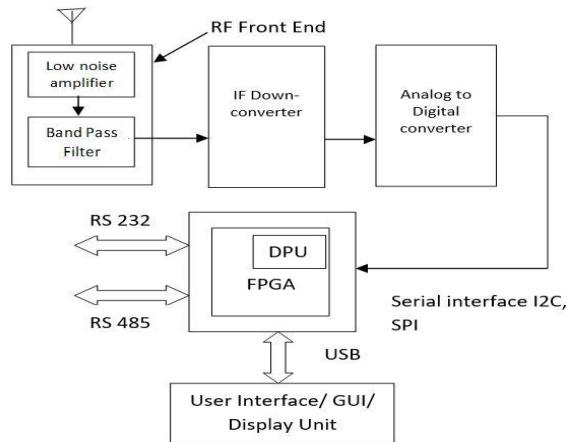 RF Front End
Low noise
amplifier
Band Pass
Filter
IF Down-
converter
Analog to
Digital
converter
RS 232
RS 485
DPU
FPGA
Serial interface I2C,
SPI
USB
User Interface/ GUI/
Display Unit